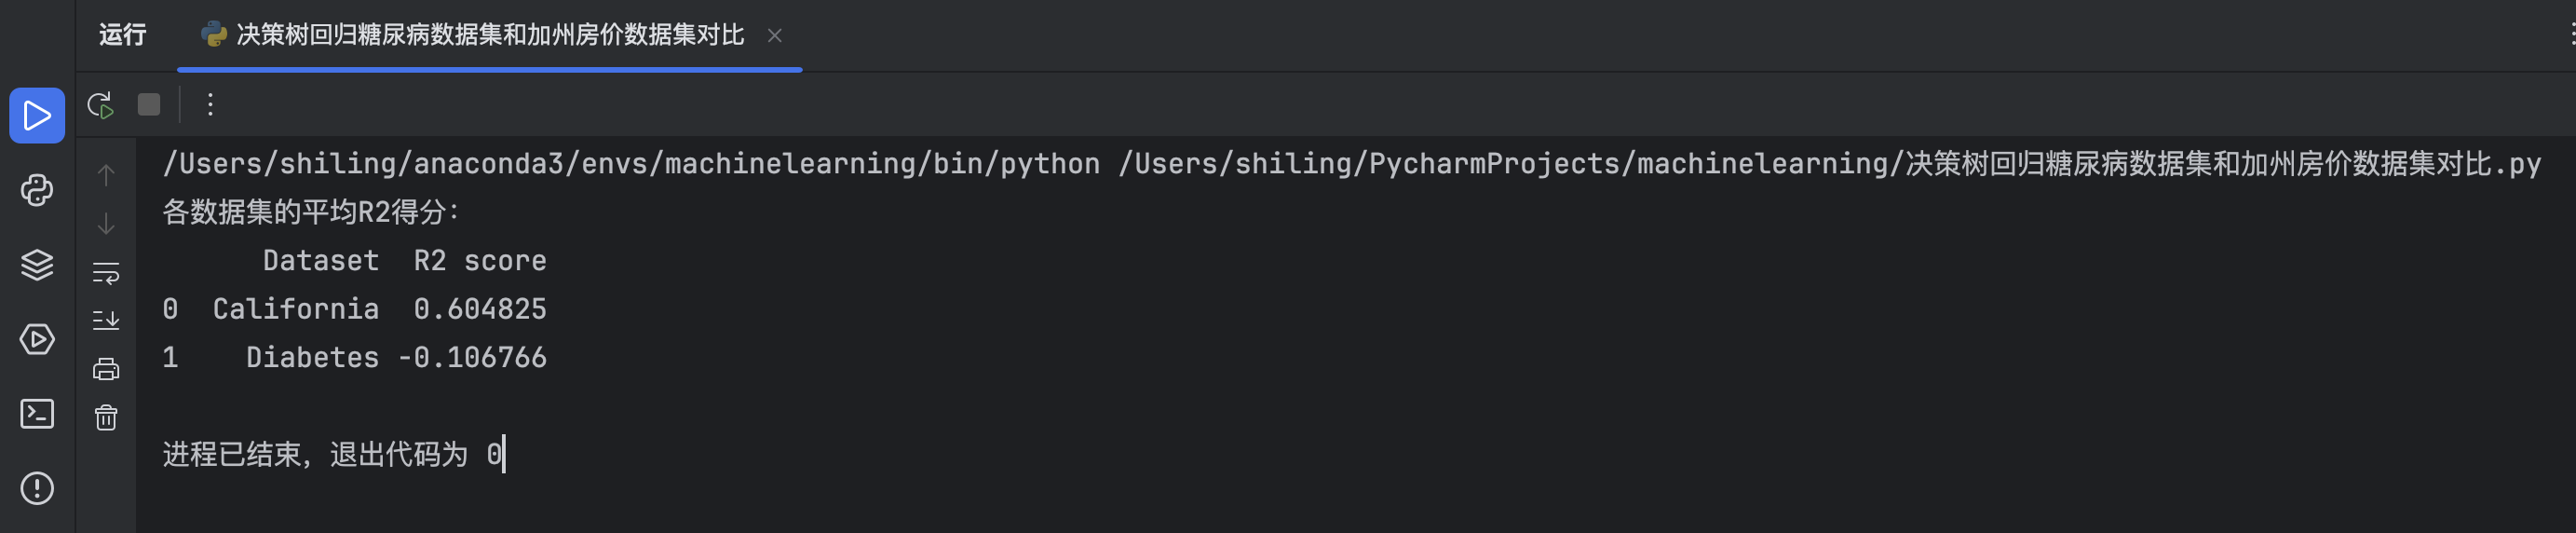 运行 决策树回归糖尿病数据集和加州房价数据集对比
/Users/shiling/anaconda3/envs/machinelearning/bin/python /Users/shiling/PycharmProjects/machinelearning/决策树回归糖尿病数据集和加州房价数据集对比.py
各数据集的平均R2得分：
Dataset R2 score
0 California 0.604825
1 Diabetes -0.106766
进程已结束，退出代码为 0